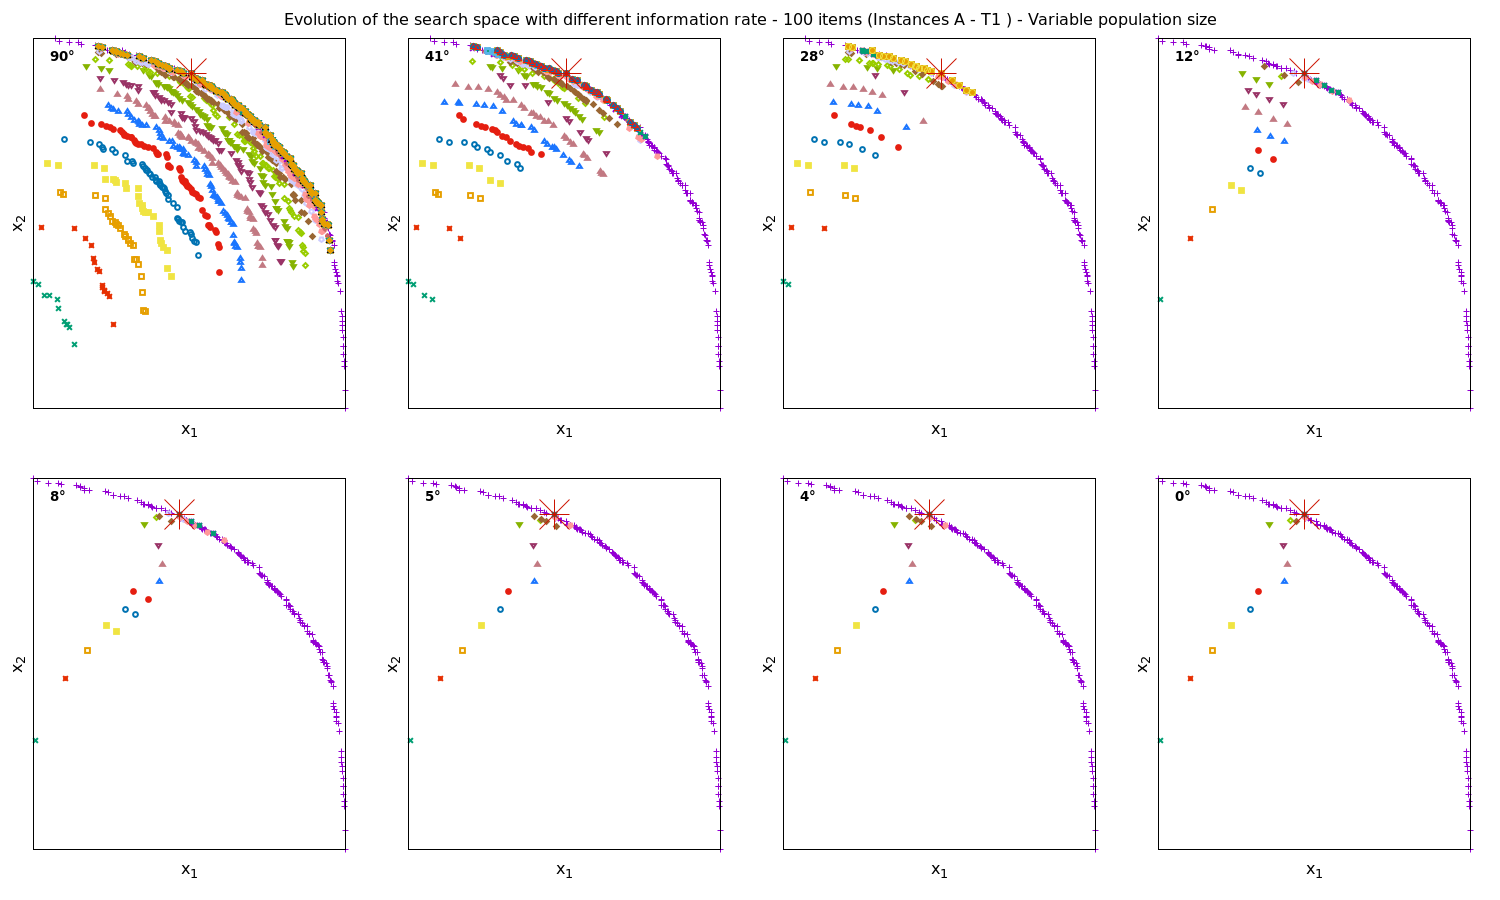 Evolution of the search space with different information rate - 100 items (Instances A - T1 ) - Variable population size
90°
41°
28°
12°
x2
x2
x2
x2
x1
x1
x1
x1
8°
5°
4°
0°
x2
x2
x2
x2
x1
x1
x1
x1